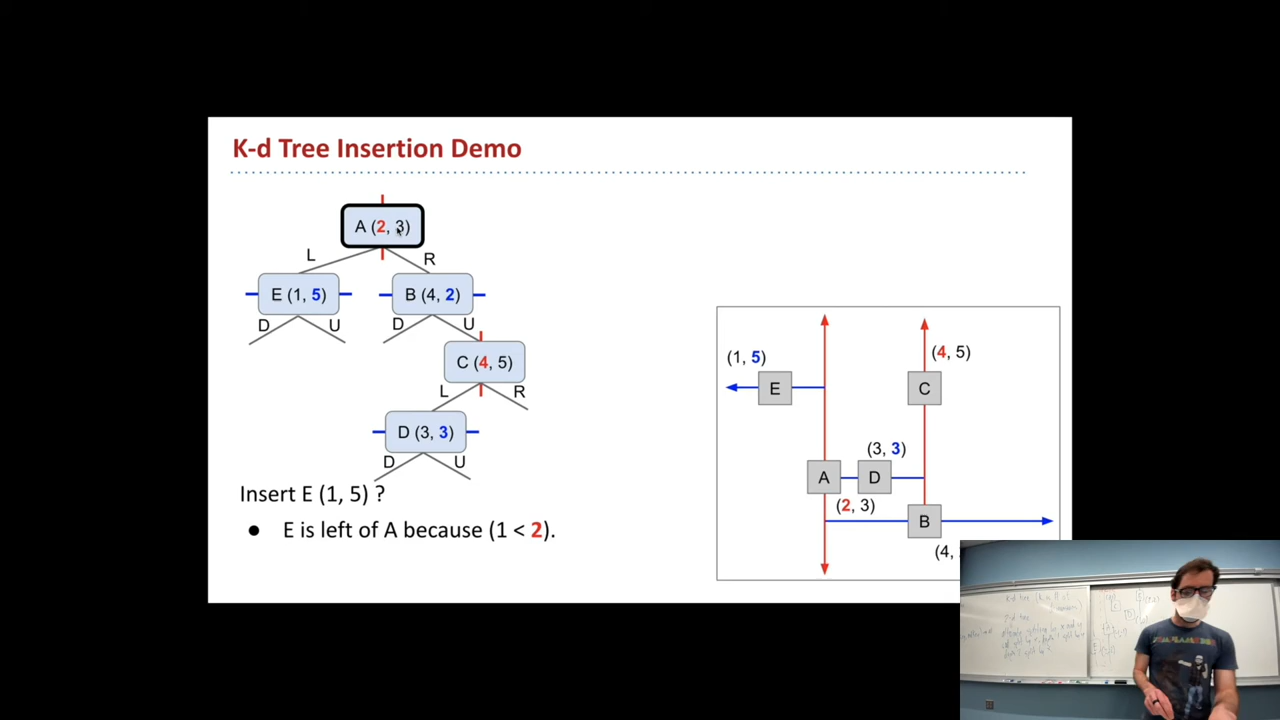 K-d Tree Insertion Demo
A (2, 3)
L
R
E (1, 5)
B (4, 2)
D
U
D
U
C (4, 5)
L
R
D (3, 3)
D
U
Insert E (1, 5) ?
● E is left of A because (1 < 2).
(1, 5)
(4, 5)
E
C
(3, 3)
A
D
(2, 3)
B
(4,